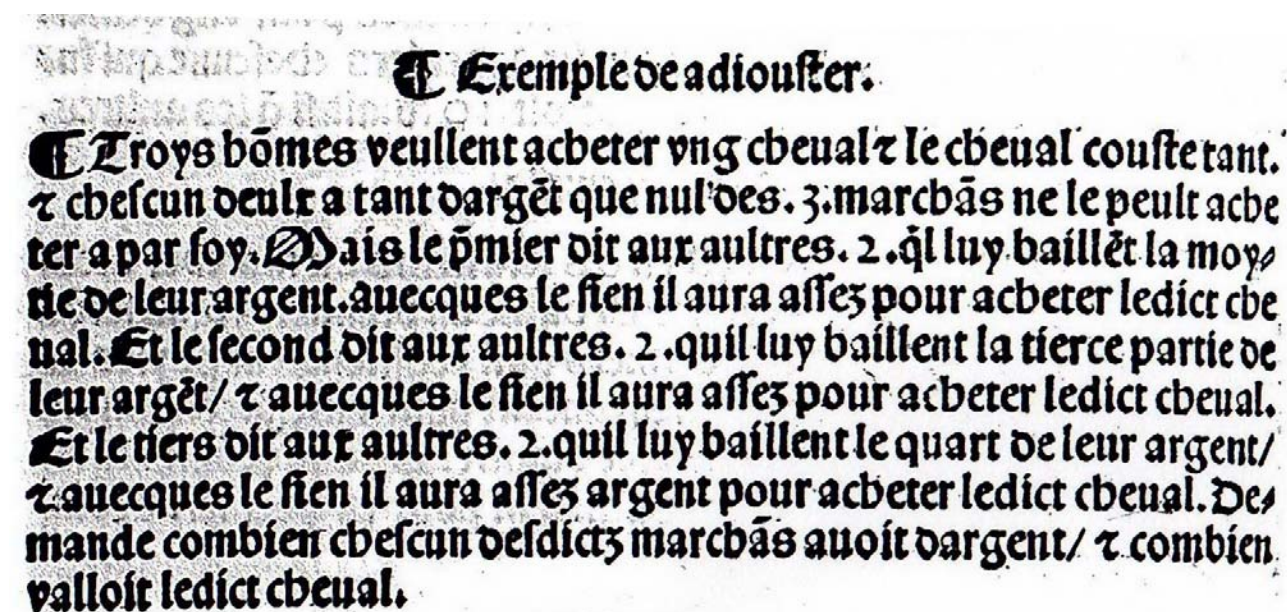 ¶ Exemple de adiouster.
¶ Troys hõmes veullent acheter vng cheual ⁊ le cheual couste tant.
⁊ chescun deulx a tant dargẽt que nul des. 3. marchãs ne le peult ache
ter apar soy. Mais le p̃mier dit aux aultres. 2. q̃l luy baillẽt la moy⸗
tie de leur argent. auecques le sien il aura assez pour acheter ledict che
ual. Et le second dit aux aultres. 2. quil luy baillent la tierce partie de
leur argẽt/ ⁊ auecques le sien il aura assez pour acheter ledict cheual.
Et le tiers dit aux aultres. 2. quil luy baillent le quart de leur argent/
⁊ auecques le sien il aura assez argent pour acheter ledict cheual. De⸗
mande combien chescun desdictz marchãs auoit dargent/ ⁊ combien
valloit ledict cheual.